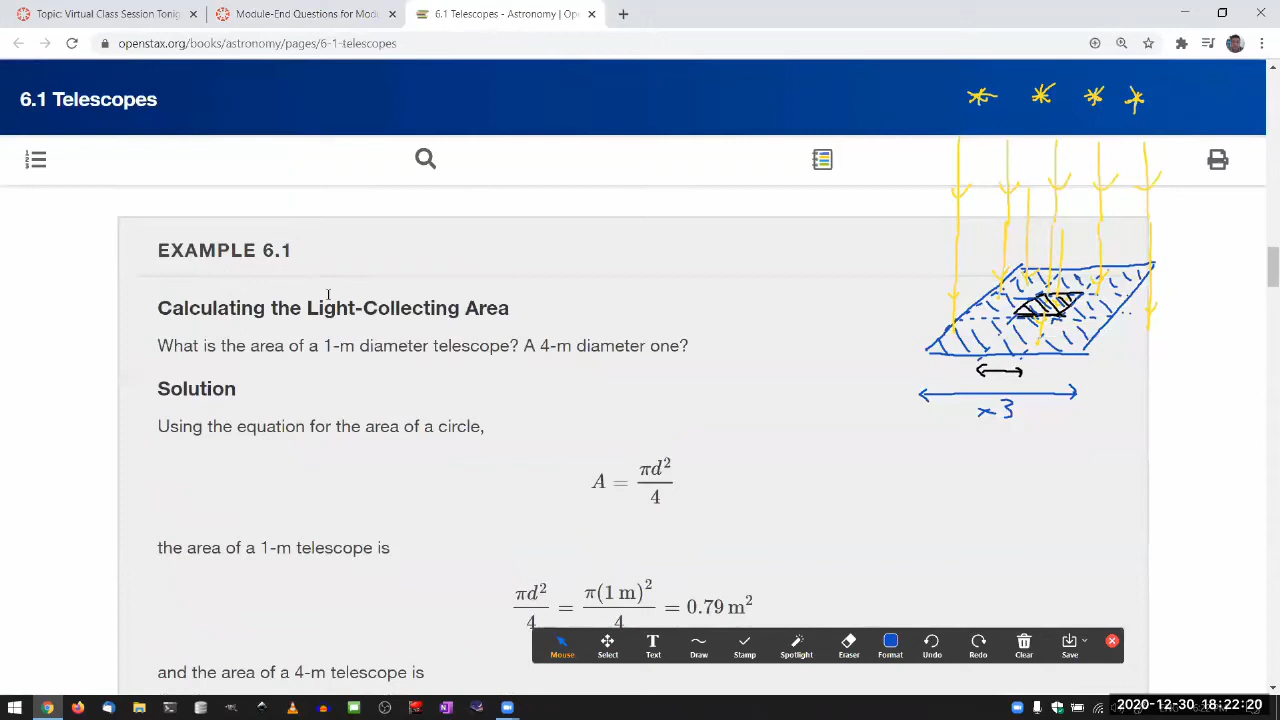 Topic: Virtual Class Session Tonig
Module-End Questions for Mod
6.1 Telescopes - Astronomy | Op
openstax.org/books/astronomy/pages/6-1-telescopes
6.1 Telescopes
EXAMPLE 6.1
Calculating the Light-Collecting Area
What is the area of a 1-m diameter telescope? A 4-m diameter one?
×3
Solution
Using the equation for the area of a circle,
A = πd²/4
the area of a 1-m telescope is
πd²/4 = π(1 m)²/4 = 0.79 m²
Mouse Select Text Draw Stamp Spotlight Eraser Format Undo Redo Clear Save
and the area of a 4-m telescope is
2020-12-30 18:22:20